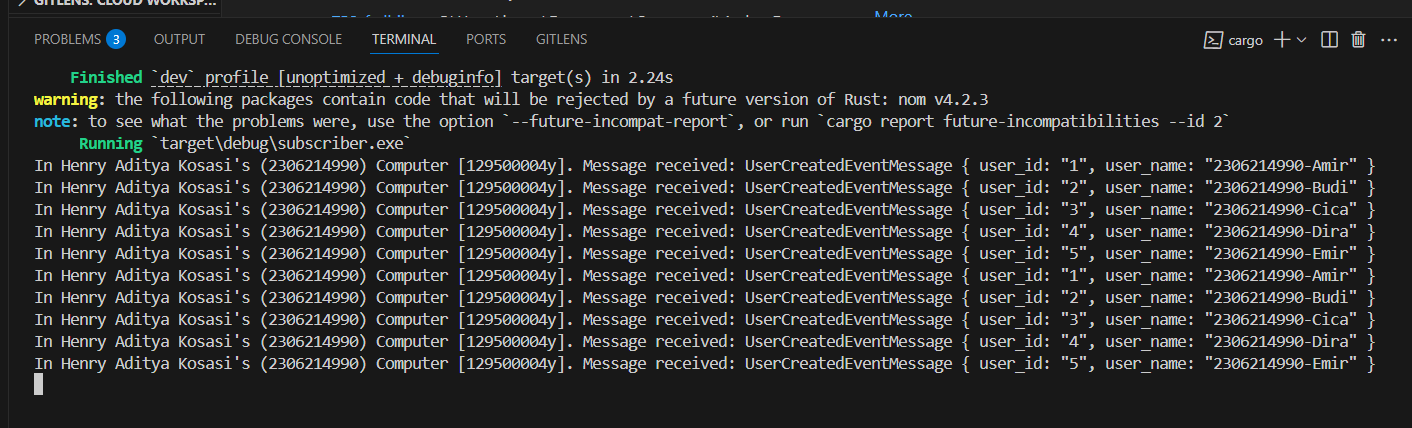 GITLENS: CLOUD WORKSP...
More
PROBLEMS 3 OUTPUT DEBUG CONSOLE TERMINAL PORTS GITLENS cargo
Finished `dev` profile [unoptimized + debuginfo] target(s) in 2.24s
warning: the following packages contain code that will be rejected by a future version of Rust: nom v4.2.3
note: to see what the problems were, use the option `--future-incompat-report`, or run `cargo report future-incompatibilities --id 2`
Running `target\debug\subscriber.exe`
In Henry Aditya Kosasi's (2306214990) Computer [129500004y]. Message received: UserCreatedEventMessage { user_id: "1", user_name: "2306214990-Amir" }
In Henry Aditya Kosasi's (2306214990) Computer [129500004y]. Message received: UserCreatedEventMessage { user_id: "2", user_name: "2306214990-Budi" }
In Henry Aditya Kosasi's (2306214990) Computer [129500004y]. Message received: UserCreatedEventMessage { user_id: "3", user_name: "2306214990-Cica" }
In Henry Aditya Kosasi's (2306214990) Computer [129500004y]. Message received: UserCreatedEventMessage { user_id: "4", user_name: "2306214990-Dira" }
In Henry Aditya Kosasi's (2306214990) Computer [129500004y]. Message received: UserCreatedEventMessage { user_id: "5", user_name: "2306214990-Emir" }
In Henry Aditya Kosasi's (2306214990) Computer [129500004y]. Message received: UserCreatedEventMessage { user_id: "1", user_name: "2306214990-Amir" }
In Henry Aditya Kosasi's (2306214990) Computer [129500004y]. Message received: UserCreatedEventMessage { user_id: "2", user_name: "2306214990-Budi" }
In Henry Aditya Kosasi's (2306214990) Computer [129500004y]. Message received: UserCreatedEventMessage { user_id: "3", user_name: "2306214990-Cica" }
In Henry Aditya Kosasi's (2306214990) Computer [129500004y]. Message received: UserCreatedEventMessage { user_id: "4", user_name: "2306214990-Dira" }
In Henry Aditya Kosasi's (2306214990) Computer [129500004y]. Message received: UserCreatedEventMessage { user_id: "5", user_name: "2306214990-Emir" }